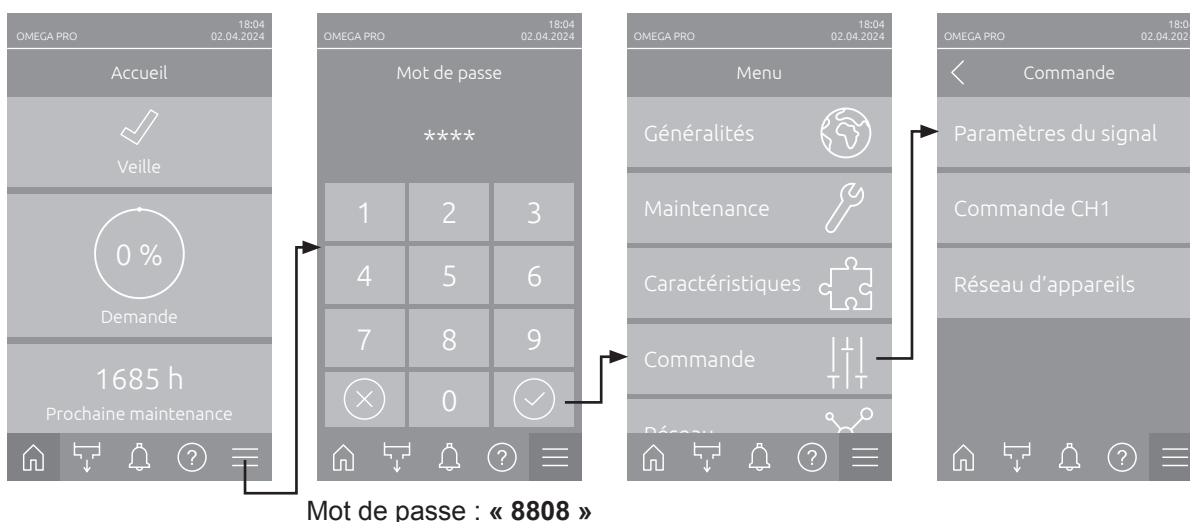 18:04
OMEGA PRO 02.04.2024
Accueil
Veille
0 %
Demande
1685 h
Prochaine maintenance
?
18:04
OMEGA PRO 02.04.2024
Mot de passe
****
1 2 3
4 5 6
7 8 9
0
?
18:04
OMEGA PRO 02.04.2024
Menu
Généralités
Maintenance
Caractéristiques
Commande
Réseau
?
OMEGA PRO
Commande
Paramètres du signal
Commande CH1
Réseau d'appareils
?
Mot de passe : « 8808 »